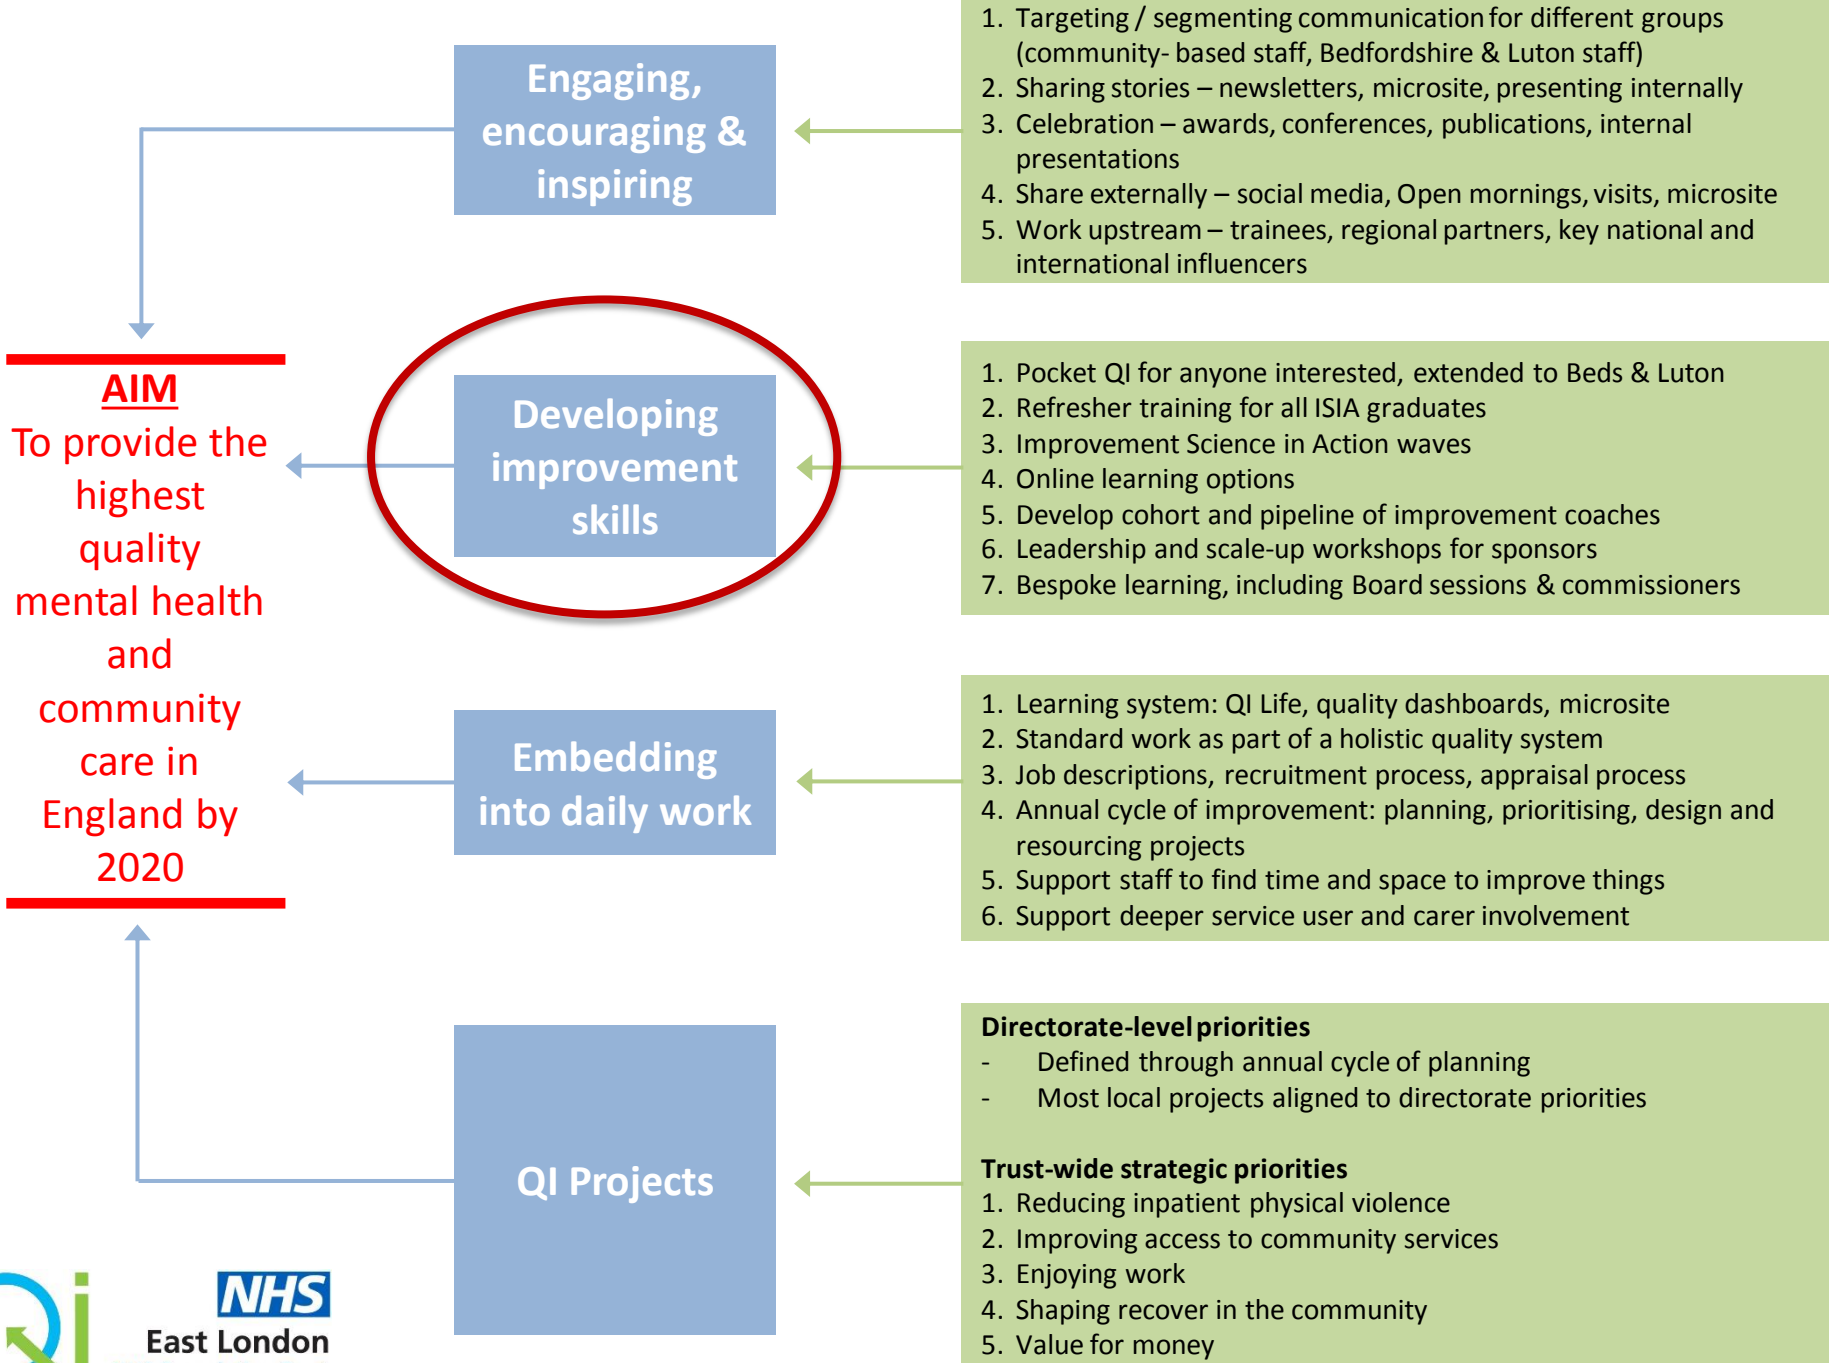 Engaging,
encouraging &
inspiring
1. Targeting / segmenting communication for different groups
(community- based staff, Bedfordshire & Luton staff)
2. Sharing stories – newsletters, microsite, presenting internally
3. Celebration – awards, conferences, publications, internal
presentations
4. Share externally – social media, Open mornings, visits, microsite
5. Work upstream – trainees, regional partners, key national and
international influencers
AIM
To provide the
highest
quality
mental health
and
community
care in
England by
2020
Developing
improvement
skills
1. Pocket QI for anyone interested, extended to Beds & Luton
2. Refresher training for all ISIA graduates
3. Improvement Science in Action waves
4. Online learning options
5. Develop cohort and pipeline of improvement coaches
6. Leadership and scale-up workshops for sponsors
7. Bespoke learning, including Board sessions & commissioners
Embedding
into daily work
1. Learning system: QI Life, quality dashboards, microsite
2. Standard work as part of a holistic quality system
3. Job descriptions, recruitment process, appraisal process
4. Annual cycle of improvement: planning, prioritising, design and
resourcing projects
5. Support staff to find time and space to improve things
6. Support deeper service user and carer involvement
QI Projects
Directorate-level priorities
- Defined through annual cycle of planning
- Most local projects aligned to directorate priorities
Trust-wide strategic priorities
1. Reducing inpatient physical violence
2. Improving access to community services
3. Enjoying work
4. Shaping recover in the community
5. Value for money
Qi
NHS
East London